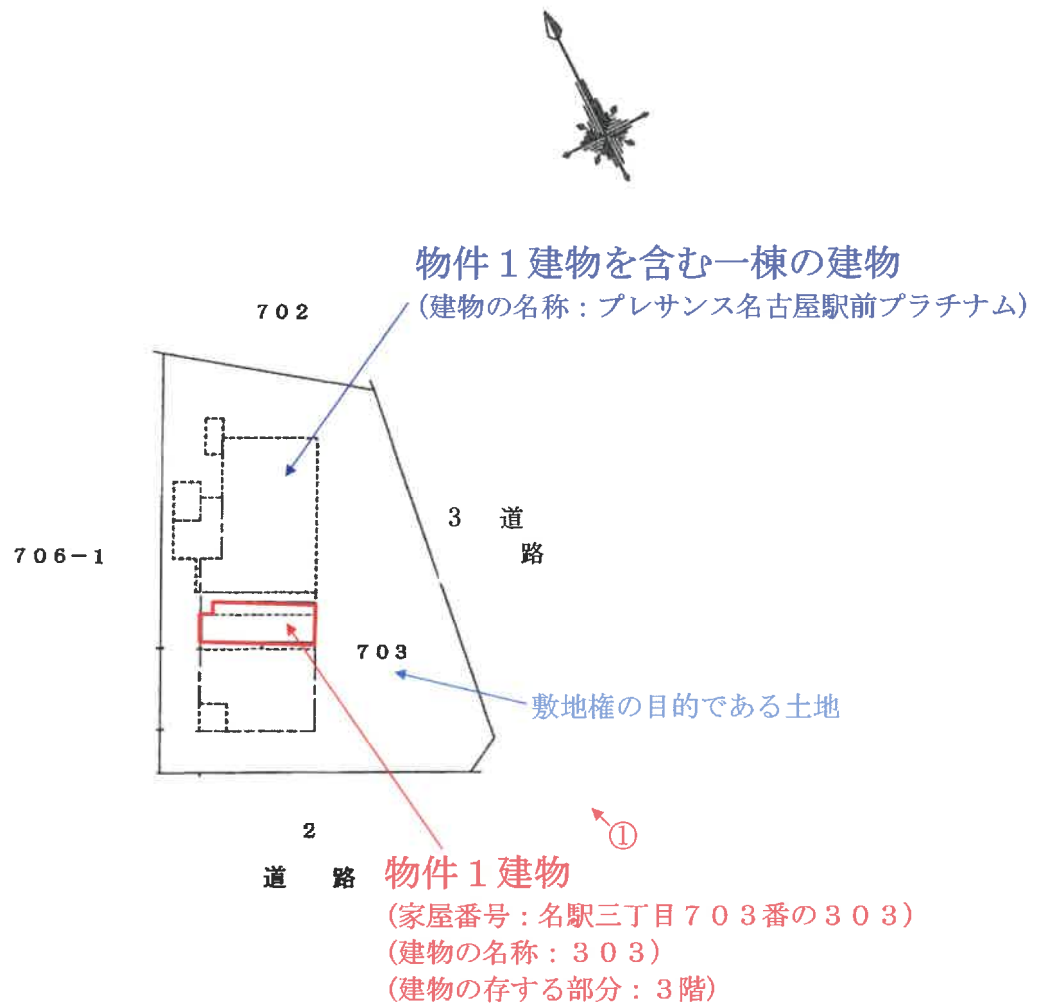 物件１建物を含む一棟の建物
(建物の名称：プレサンス名古屋駅前プラチナム)
７０２
３　道
路
７０６－１
７０３
敷地権の目的である土地
①
２
道　路
物件１建物
(家屋番号：名駅三丁目７０３番の３０３)
(建物の名称：３０３)
(建物の存する部分：３階)